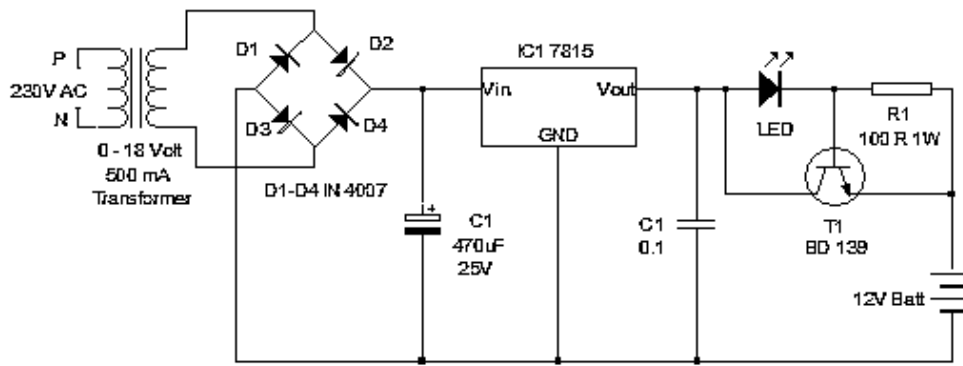 P
230V AC
N
0 - 18 Volt
500 mA
Transformer
D1
D2
D3
D4
D1-D4 IN 4007
C1
470uF
25V
+
IC1 7815
Vin
Vout
GND
C1
0.1
LED
R1
100 R 1W
T1
BD 139
12V Batt